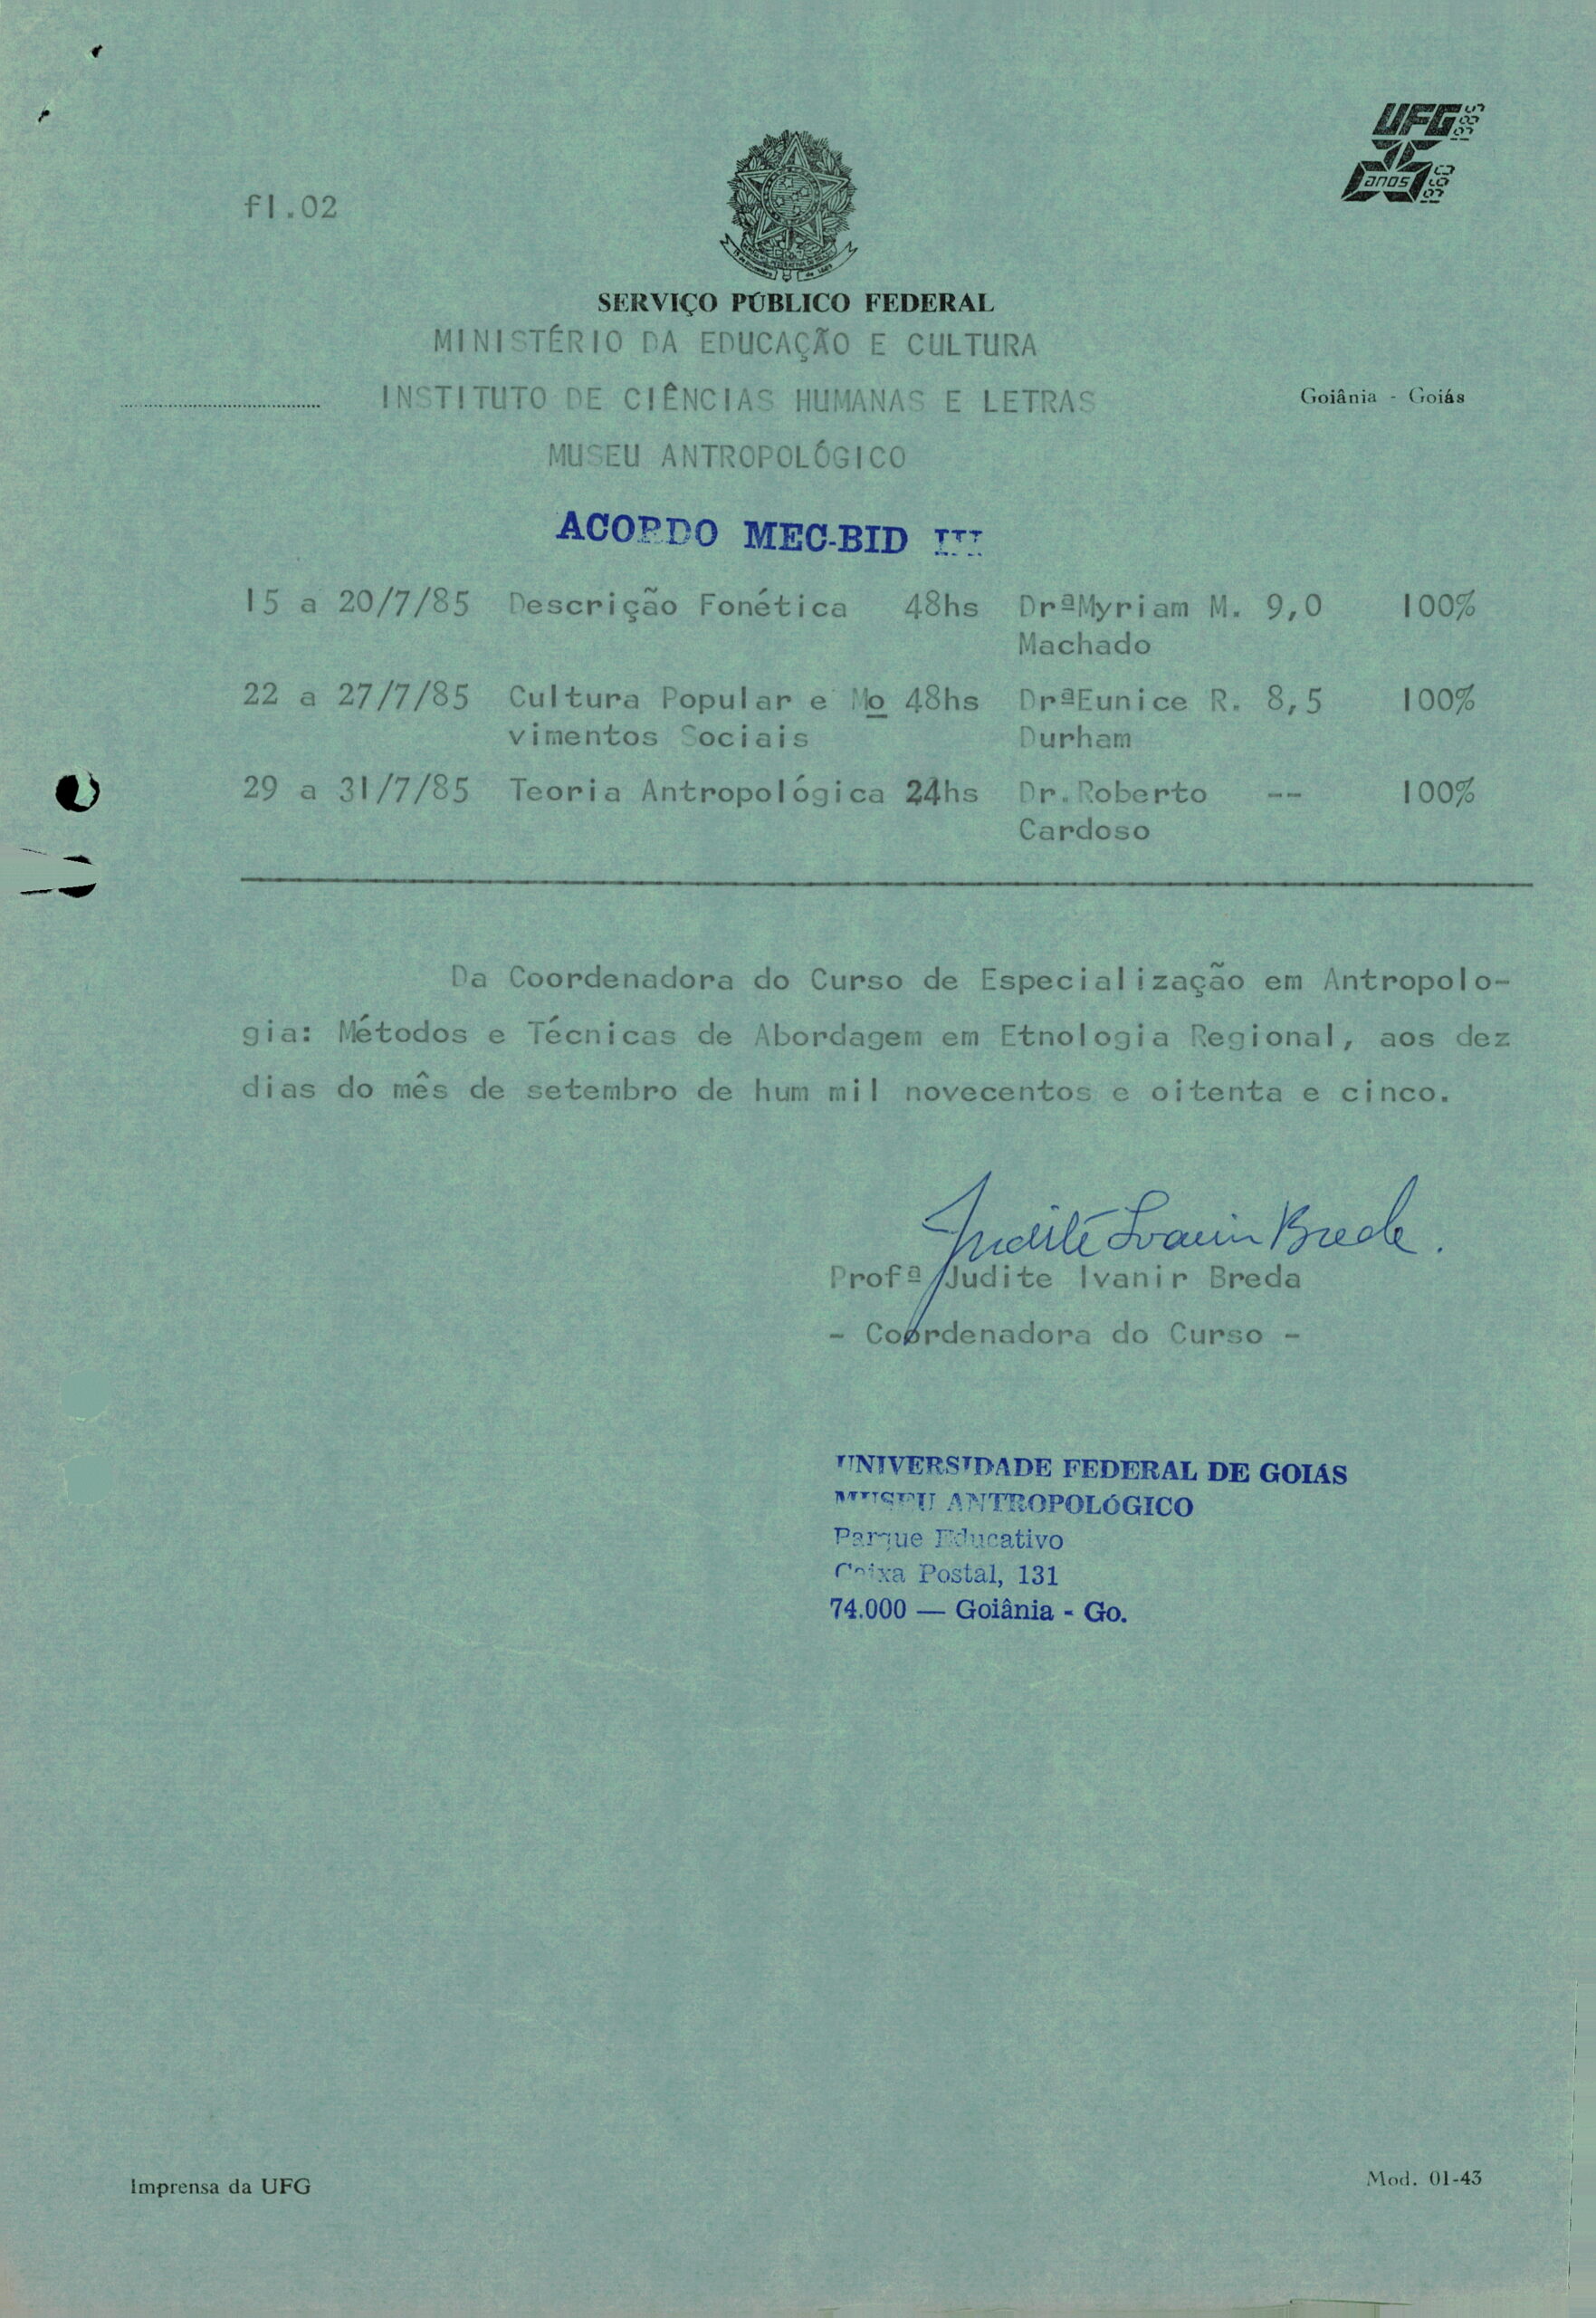 UFG 1985
anos 1960
fl.02
SERVIÇO PÚBLICO FEDERAL
MINISTÉRIO DA EDUCAÇÃO E CULTURA
INSTITUTO DE CIÊNCIAS HUMANAS E LETRAS
Goiânia - Goiás
MUSEU ANTROPOLÓGICO
ACORDO MEC-BID III
15 a 20/7/85 Descrição Fonética 48hs DrªMyriam M. 9,0 100%
Machado
22 a 27/7/85 Cultura Popular e Mo 48hs DrªEunice R. 8,5 100%
vimentos Sociais Durham
29 a 31/7/85 Teoria Antropológica 24hs Dr.Roberto -- 100%
Cardoso
Da Coordenadora do Curso de Especialização em Antropolo-
gia: Métodos e Técnicas de Abordagem em Etnologia Regional, aos dez
dias do mês de setembro de hum mil novecentos e oitenta e cinco.
Judite Ivanir Breda.
Profª Judite Ivanir Breda
- Coordenadora do Curso -
UNIVERSIDADE FEDERAL DE GOIÁS
MUSEU ANTROPOLÓGICO
Parque Educativo
Caixa Postal, 131
74.000 — Goiânia - Go.
Imprensa da UFG
Mod. 01-43